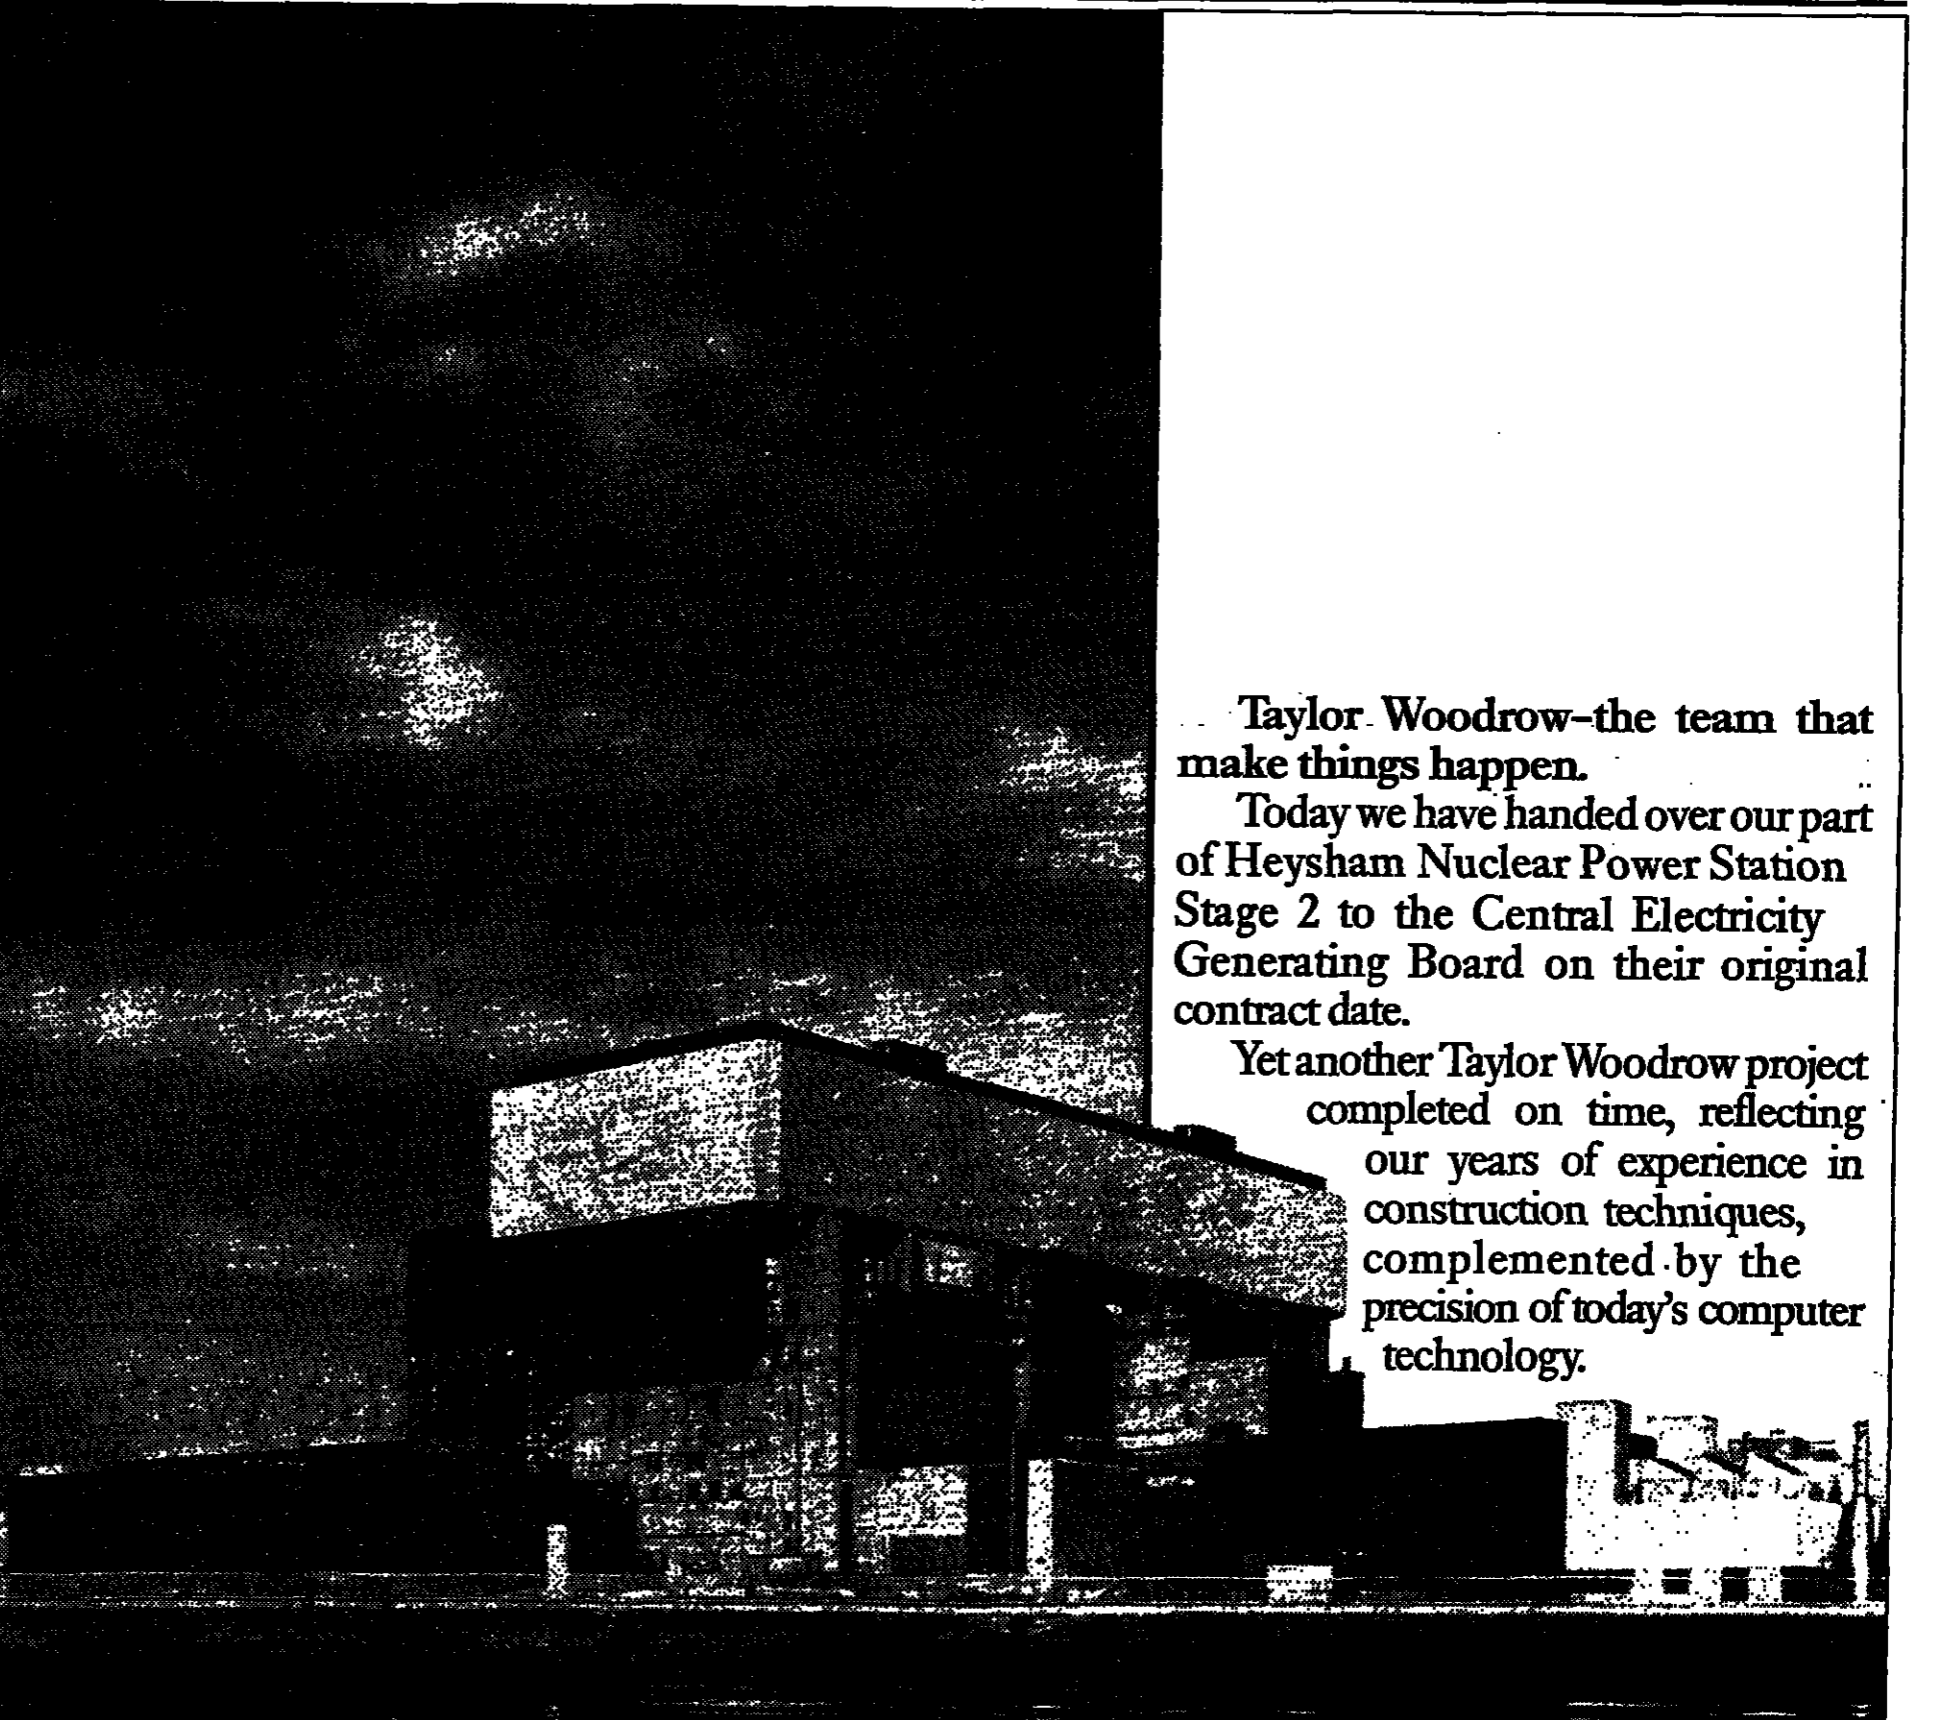 Taylor Woodrow–the team that
make things happen.
Today we have handed over our part
of Heysham Nuclear Power Station
Stage 2 to the Central Electricity
Generating Board on their original
contract date.
Yet another Taylor Woodrow project
completed on time, reflecting
our years of experience in
construction techniques,
complemented by the
precision of today's computer
technology.